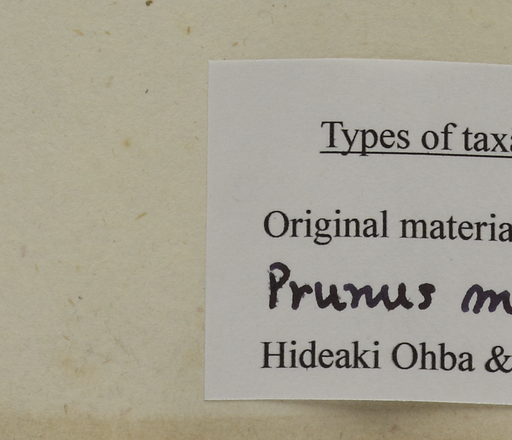 Types of taxa
Original materia
Prunus m
Hideaki Ohba &